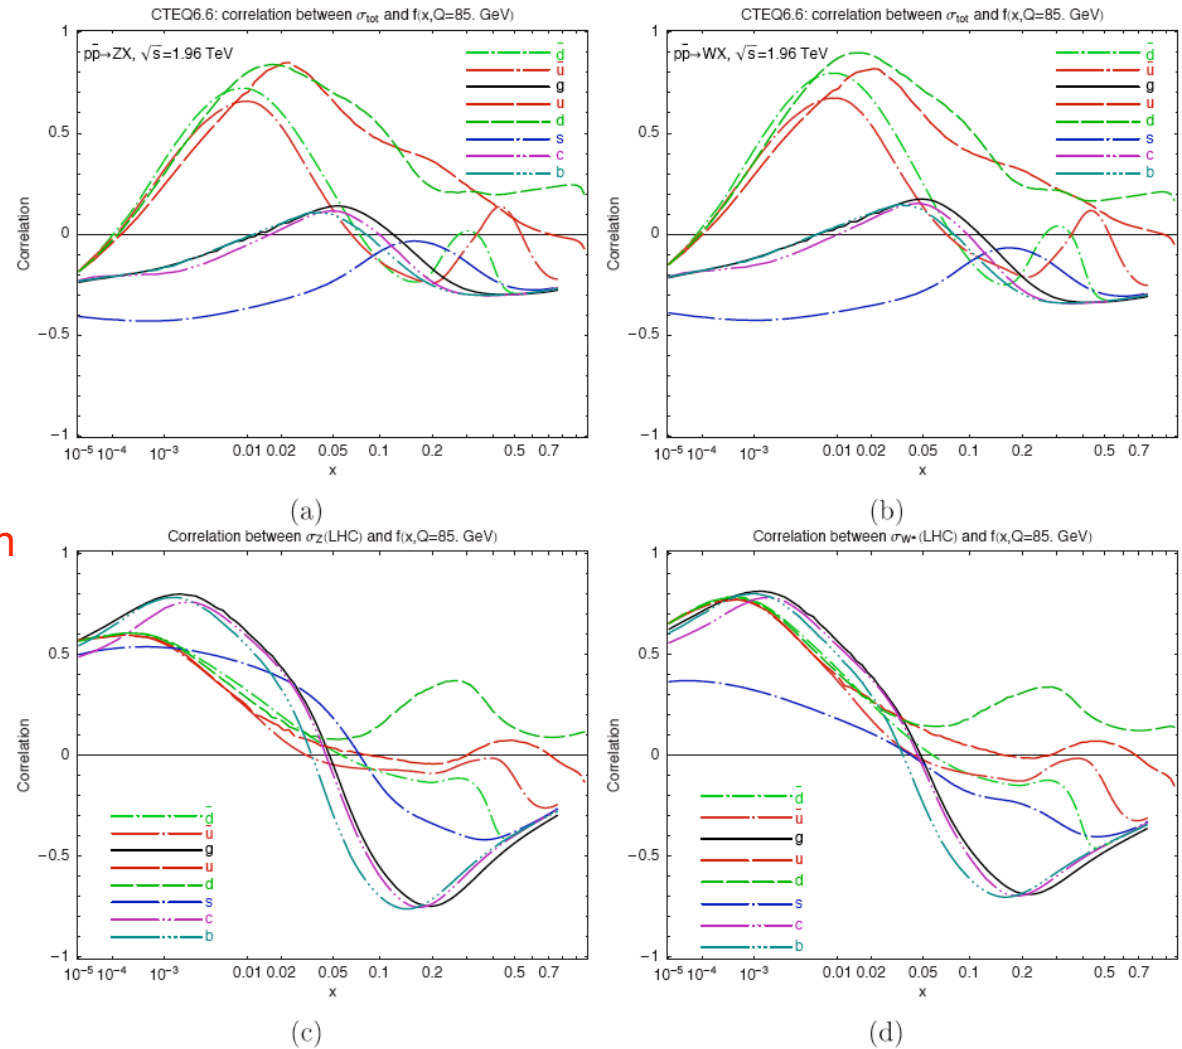 CTEQ6.6: correlation between σtot and f(x,Q=85. GeV)
pp̄→ZX, √s=1.96 TeV
d̄
ū
g
u
d
s
c
b
Correlation
1
0.5
0
−0.5
−1
10⁻⁵ 10⁻⁴ 10⁻³ 0.01 0.02 0.05 0.1 0.2 0.5 0.7
x
(a)
CTEQ6.6: correlation between σtot and f(x,Q=85. GeV)
pp̄→WX, √s=1.96 TeV
d̄
ū
g
u
d
s
c
b
Correlation
1
0.5
0
−0.5
−1
10⁻⁵ 10⁻⁴ 10⁻³ 0.01 0.02 0.05 0.1 0.2 0.5 0.7
x
(b)
n
Correlation between σZ(LHC) and f(x,Q=85. GeV)
Correlation
1
0.5
0
−0.5
−1
d̄
ū
g
u
d
s
c
b
10⁻⁵ 10⁻⁴ 10⁻³ 0.01 0.02 0.05 0.1 0.2 0.5 0.7
x
(c)
Correlation between σW+(LHC) and f(x,Q=85. GeV)
Correlation
1
0.5
0
−0.5
−1
d̄
ū
g
u
d
s
c
b
10⁻⁵ 10⁻⁴ 10⁻³ 0.01 0.02 0.05 0.1 0.2 0.5 0.7
x
(d)